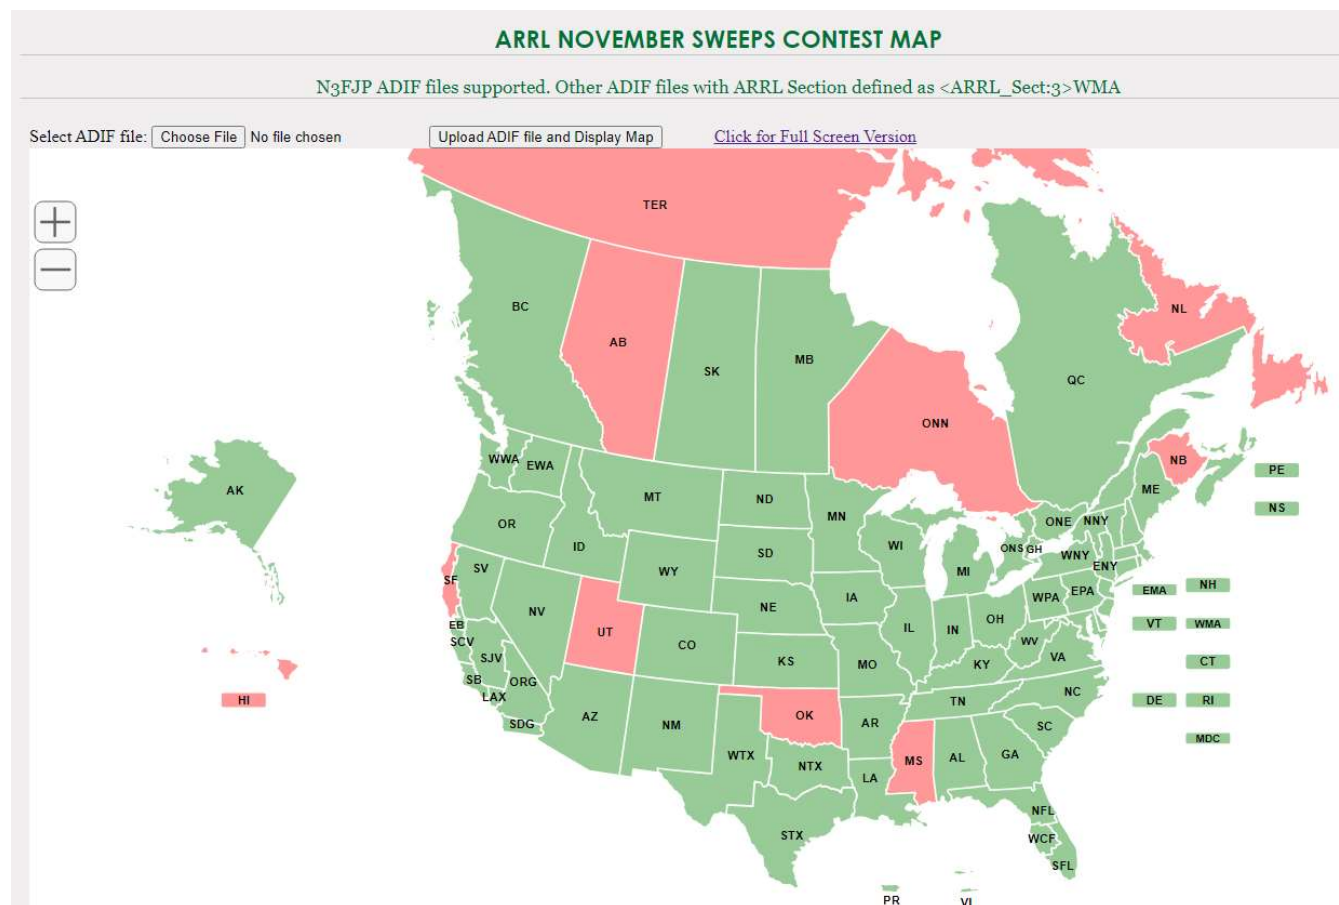 ARRL NOVEMBER SWEEPS CONTEST MAP
N3FJP ADIF files supported. Other ADIF files with ARRL Section defined as <ARRL_Sect:3>WMA
Select ADIF file: Choose File No file chosen Upload ADIF file and Display Map Click for Full Screen Version
TER
NL
BC
AB
SK
MB
QC
ONN
WWA
EWA
NB
PE
AK
MT
ND
ME
NS
OR
MN
ONE
NNY
ID
SD
WI
ONS
GH
WNY
ENY
SF
SV
WY
MI
NH
EMA
NV
NE
IA
WPA
EPA
EB
UT
CO
IL
IN
OH
VT
WMA
SCV
SJV
KS
MO
KY
WV
VA
CT
SB
ORG
HI
LAX
TN
NC
DE
RI
SDG
AZ
NM
OK
AR
SC
MDC
WTX
NTX
LA
MS
AL
GA
NFL
STX
WCF
SFL
PR
VI